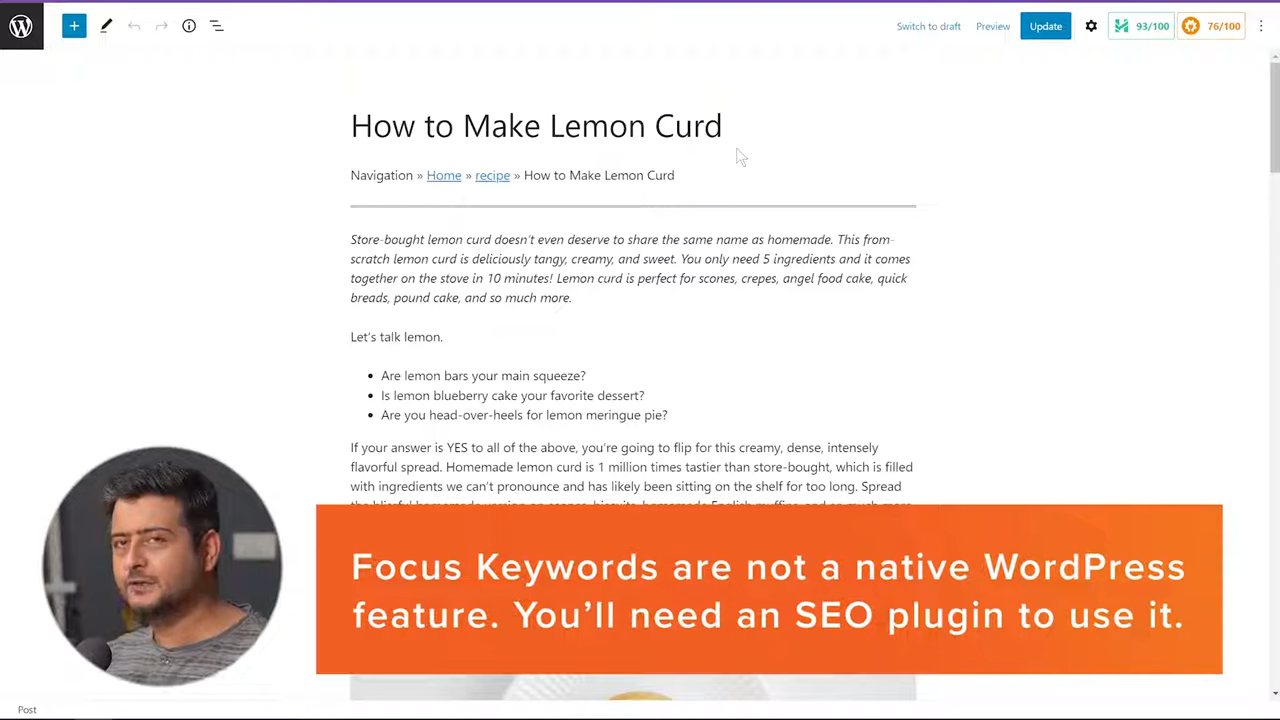 Switch to draft Preview Update 93/100 76/100
How to Make Lemon Curd
Navigation » Home » recipe » How to Make Lemon Curd
Store-bought lemon curd doesn't even deserve to share the same name as homemade. This from-
scratch lemon curd is deliciously tangy, creamy, and sweet. You only need 5 ingredients and it comes
together on the stove in 10 minutes! Lemon curd is perfect for scones, crepes, angel food cake, quick
breads, pound cake, and so much more.
Let's talk lemon.
Are lemon bars your main squeeze?
Is lemon blueberry cake your favorite dessert?
Are you head-over-heels for lemon meringue pie?
If your answer is YES to all of the above, you're going to flip for this creamy, dense, intensely
flavorful spread. Homemade lemon curd is 1 million times tastier than store-bought, which is filled
with ingredients we can't pronounce and has likely been sitting on the shelf for too long. Spread
Focus Keywords are not a native WordPress
feature. You'll need an SEO plugin to use it.
Post